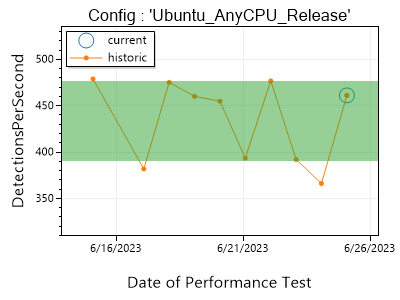 Config : 'Ubuntu_AnyCPU_Release'
current
historic
500
450
400
350
DetectionsPerSecond
6/16/2023
6/21/2023
6/26/2023
Date of Performance Test